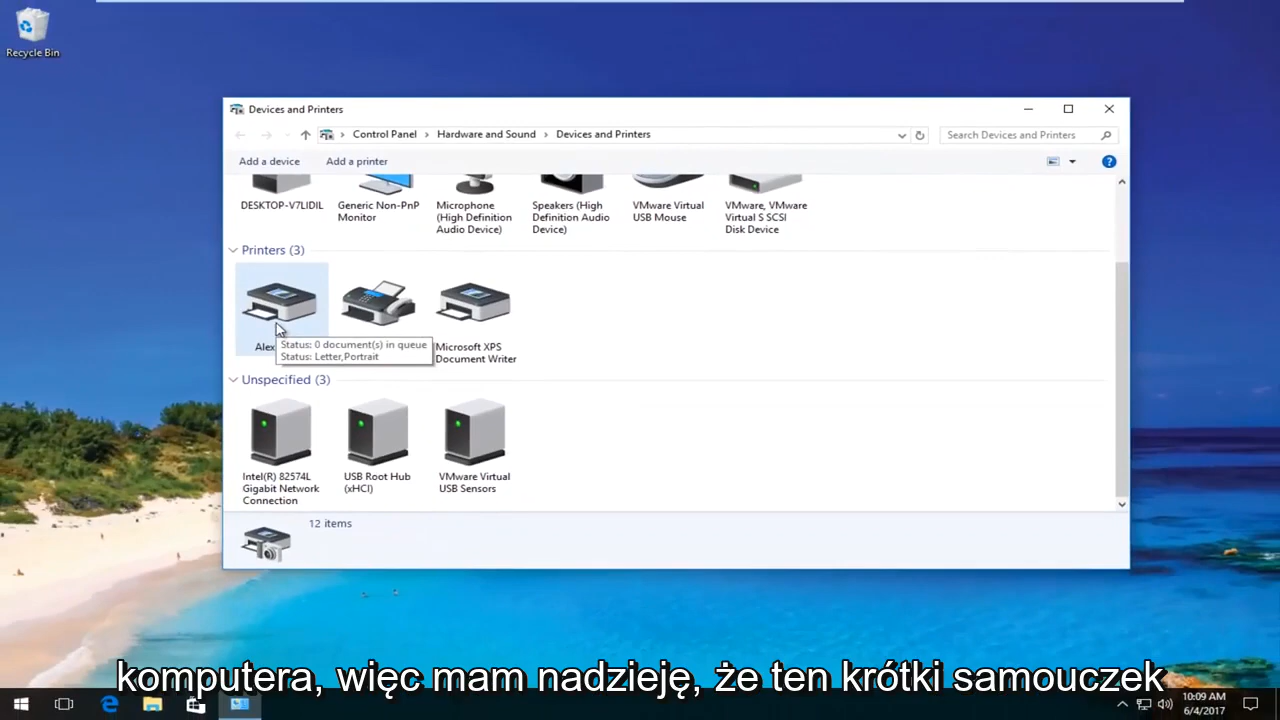 Recycle Bin
Devices and Printers
Control Panel > Hardware and Sound > Devices and Printers
Search Devices and Printers
Add a device
Add a printer
DESKTOP-V7LIDIL
Generic Non-PnP
Monitor
Microphone
(High Definition
Audio Device)
Speakers (High
Definition Audio
Device)
VMware Virtual
USB Mouse
VMware, VMware
Virtual S SCSI
Disk Device
Printers (3)
Alex
Status: 0 document(s) in queue
Status: Letter,Portrait
Microsoft XPS
Document Writer
Unspecified (3)
Intel(R) 82574L
Gigabit Network
Connection
USB Root Hub
(xHCI)
VMware Virtual
USB Sensors
12 items
komputera, więc mam nadzieję, że ten krótki samouczek
10:09 AM
6/4/2017